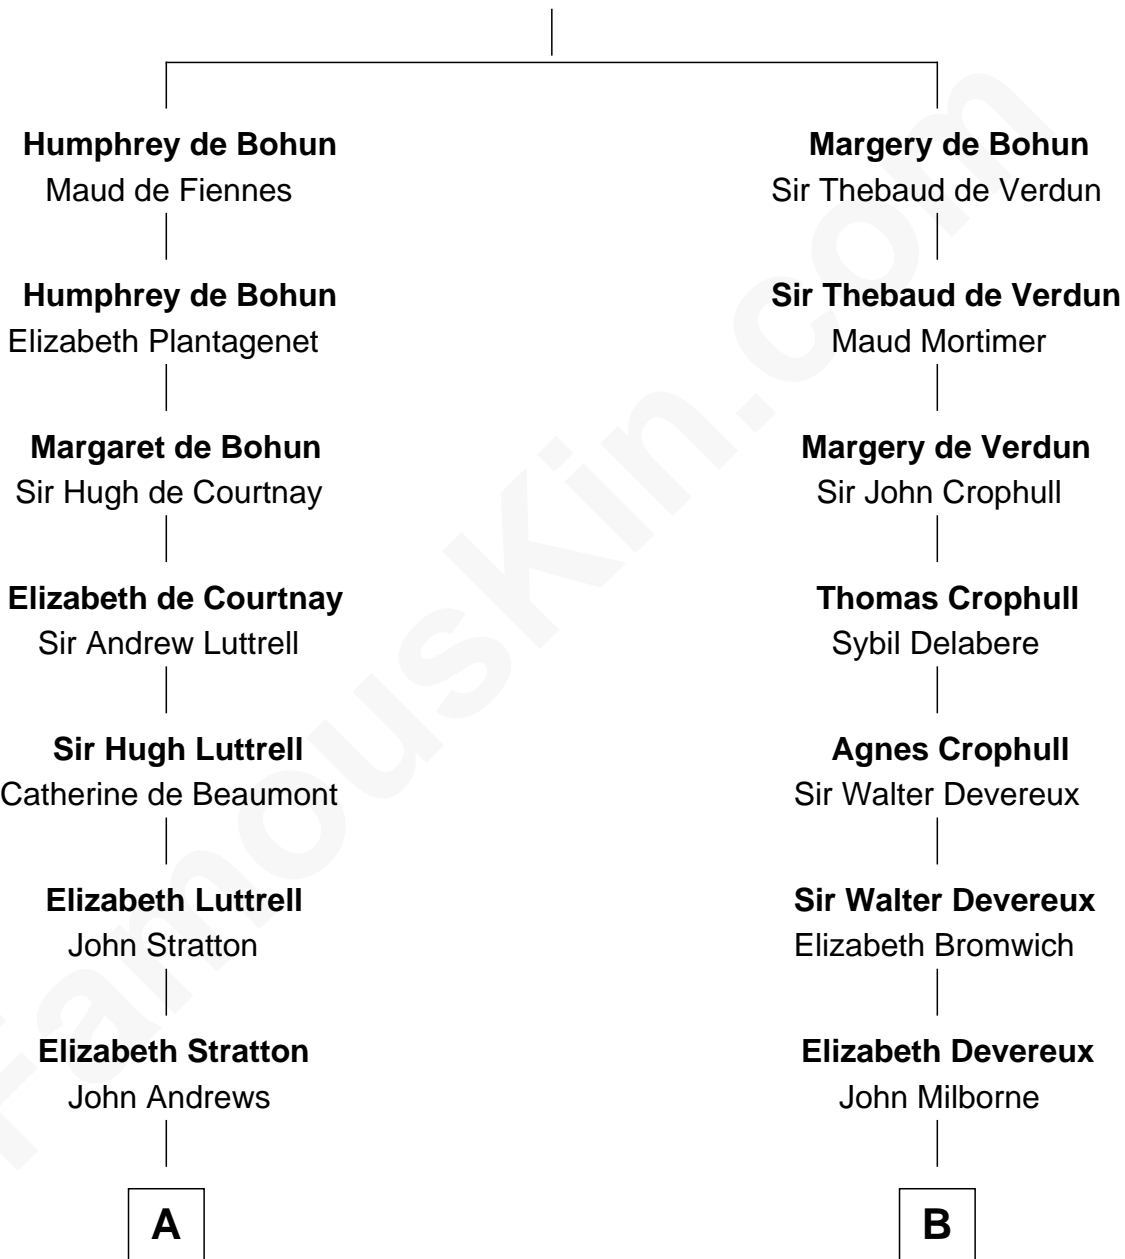 Humphrey de Bohun
Maud de Fiennes
Humphrey de Bohun
Elizabeth Plantagenet
Margaret de Bohun
Sir Hugh de Courtnay
Elizabeth de Courtnay
Sir Andrew Luttrell
Sir Hugh Luttrell
Catherine de Beaumont
Elizabeth Luttrell
John Stratton
Elizabeth Stratton
John Andrews
A
Margery de Bohun
Sir Thebaud de Verdun
Sir Thebaud de Verdun
Maud Mortimer
Margery de Verdun
Sir John Crophull
Thomas Crophull
Sybil Delabere
Agnes Crophull
Sir Walter Devereux
Sir Walter Devereux
Elizabeth Bromwich
Elizabeth Devereux
John Milborne
B
FamousKin.com